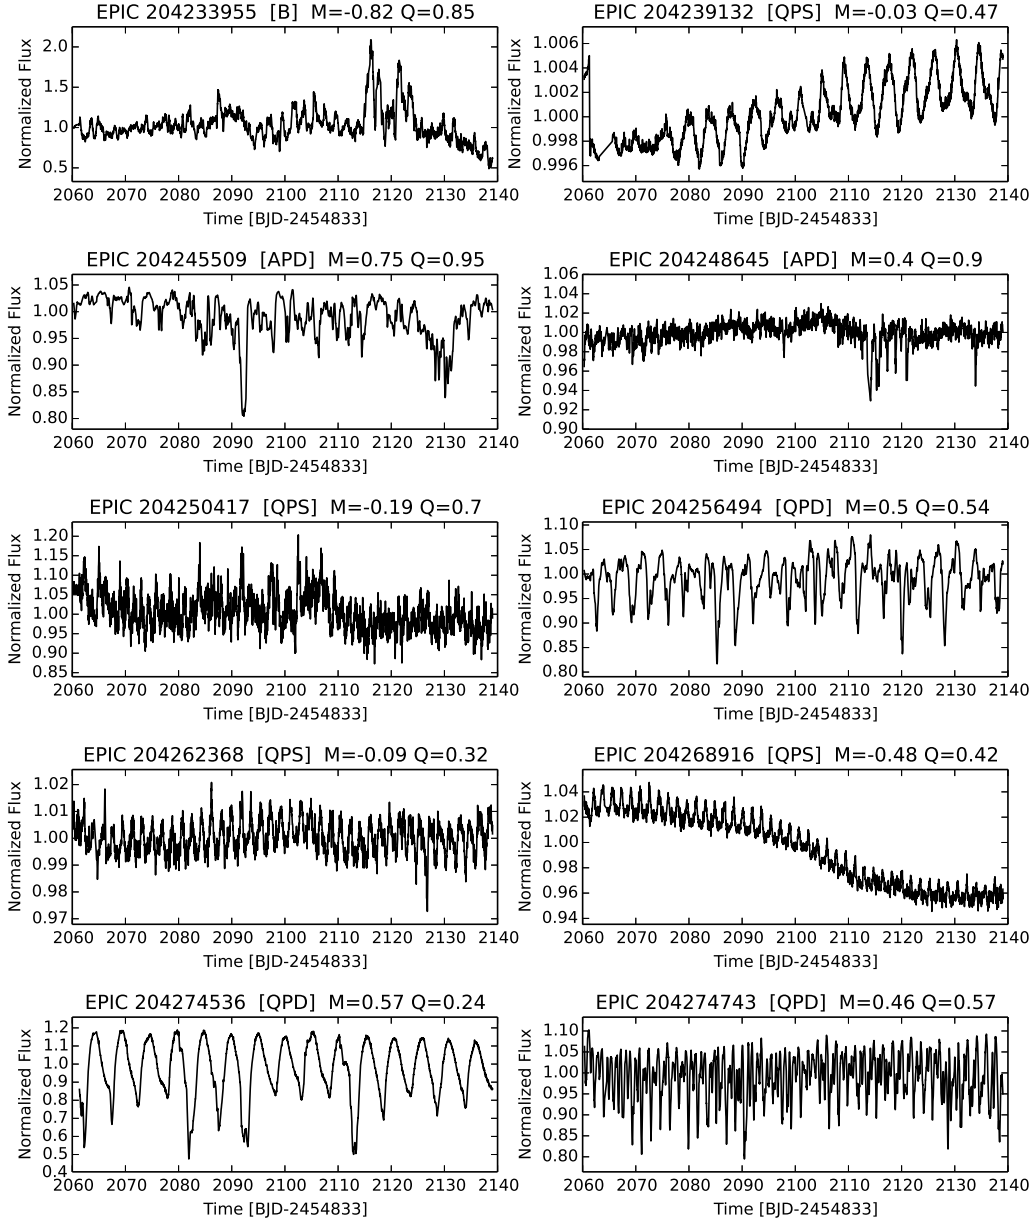 EPIC 204233955 [B] M=-0.82 Q=0.85
Normalized Flux
2.0
1.5
1.0
0.5
2060 2070 2080 2090 2100 2110 2120 2130 2140
Time [BJD-2454833]
EPIC 204239132 [QPS] M=-0.03 Q=0.47
Normalized Flux
1.006
1.004
1.002
1.000
0.998
0.996
2060 2070 2080 2090 2100 2110 2120 2130 2140
Time [BJD-2454833]
EPIC 204245509 [APD] M=0.75 Q=0.95
Normalized Flux
1.05
1.00
0.95
0.90
0.85
0.80
2060 2070 2080 2090 2100 2110 2120 2130 2140
Time [BJD-2454833]
EPIC 204248645 [APD] M=0.4 Q=0.9
Normalized Flux
1.06
1.04
1.02
1.00
0.98
0.96
0.94
0.92
0.90
2060 2070 2080 2090 2100 2110 2120 2130 2140
Time [BJD-2454833]
EPIC 204250417 [QPS] M=-0.19 Q=0.7
Normalized Flux
1.20
1.15
1.10
1.05
1.00
0.95
0.90
0.85
2060 2070 2080 2090 2100 2110 2120 2130 2140
Time [BJD-2454833]
EPIC 204256494 [QPD] M=0.5 Q=0.54
Normalized Flux
1.10
1.05
1.00
0.95
0.90
0.85
0.80
2060 2070 2080 2090 2100 2110 2120 2130 2140
Time [BJD-2454833]
EPIC 204262368 [QPS] M=-0.09 Q=0.32
Normalized Flux
1.02
1.01
1.00
0.99
0.98
0.97
2060 2070 2080 2090 2100 2110 2120 2130 2140
Time [BJD-2454833]
EPIC 204268916 [QPS] M=-0.48 Q=0.42
Normalized Flux
1.04
1.02
1.00
0.98
0.96
0.94
2060 2070 2080 2090 2100 2110 2120 2130 2140
Time [BJD-2454833]
EPIC 204274536 [QPD] M=0.57 Q=0.24
Normalized Flux
1.2
1.1
1.0
0.9
0.8
0.7
0.6
0.5
0.4
2060 2070 2080 2090 2100 2110 2120 2130 2140
Time [BJD-2454833]
EPIC 204274743 [QPD] M=0.46 Q=0.57
Normalized Flux
1.10
1.05
1.00
0.95
0.90
0.85
0.80
2060 2070 2080 2090 2100 2110 2120 2130 2140
Time [BJD-2454833]